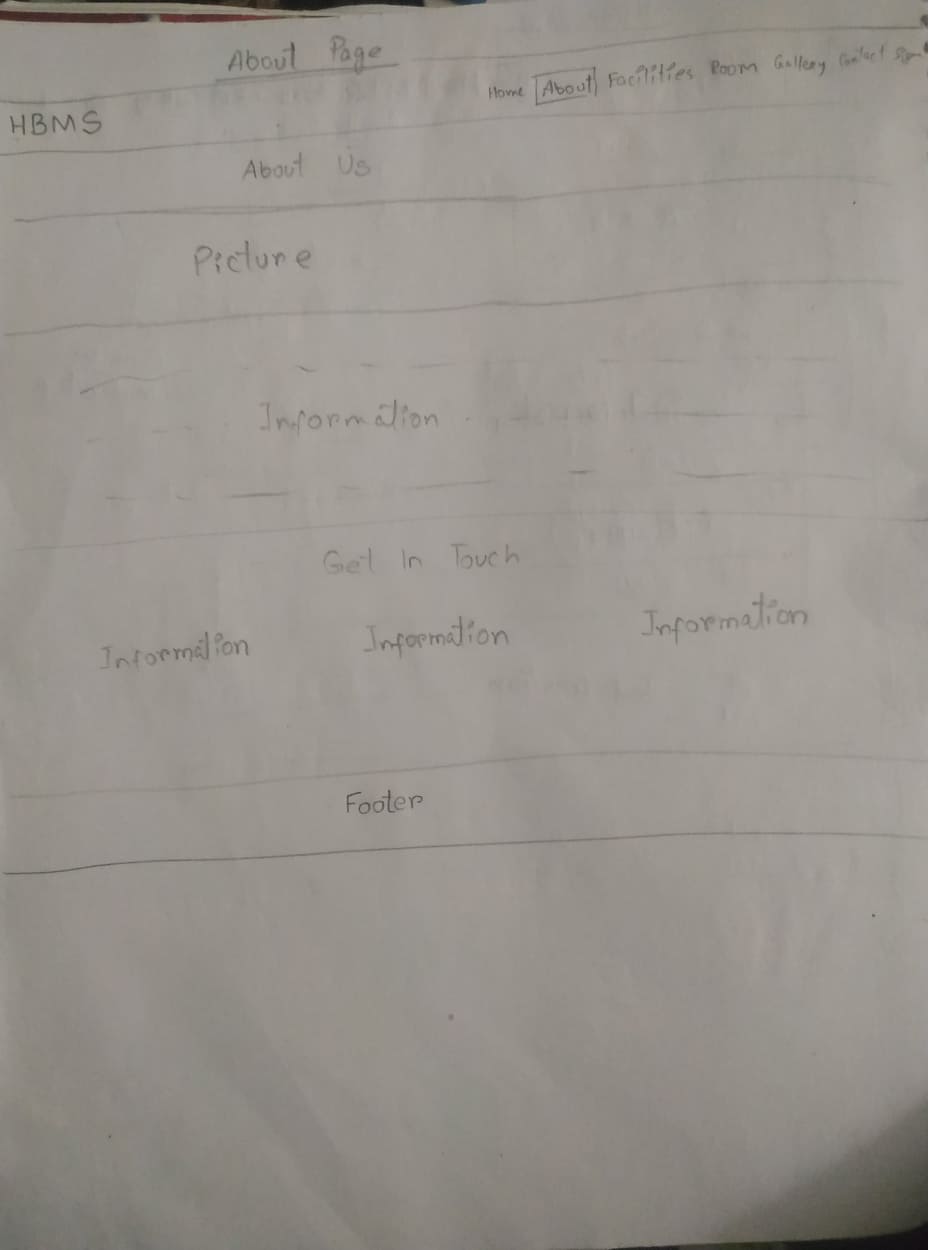 About Page
HBMS Home About Facilities Room Gallery Contact
About Us
Picture
Information
Get In Touch
Information Information Information
Footer